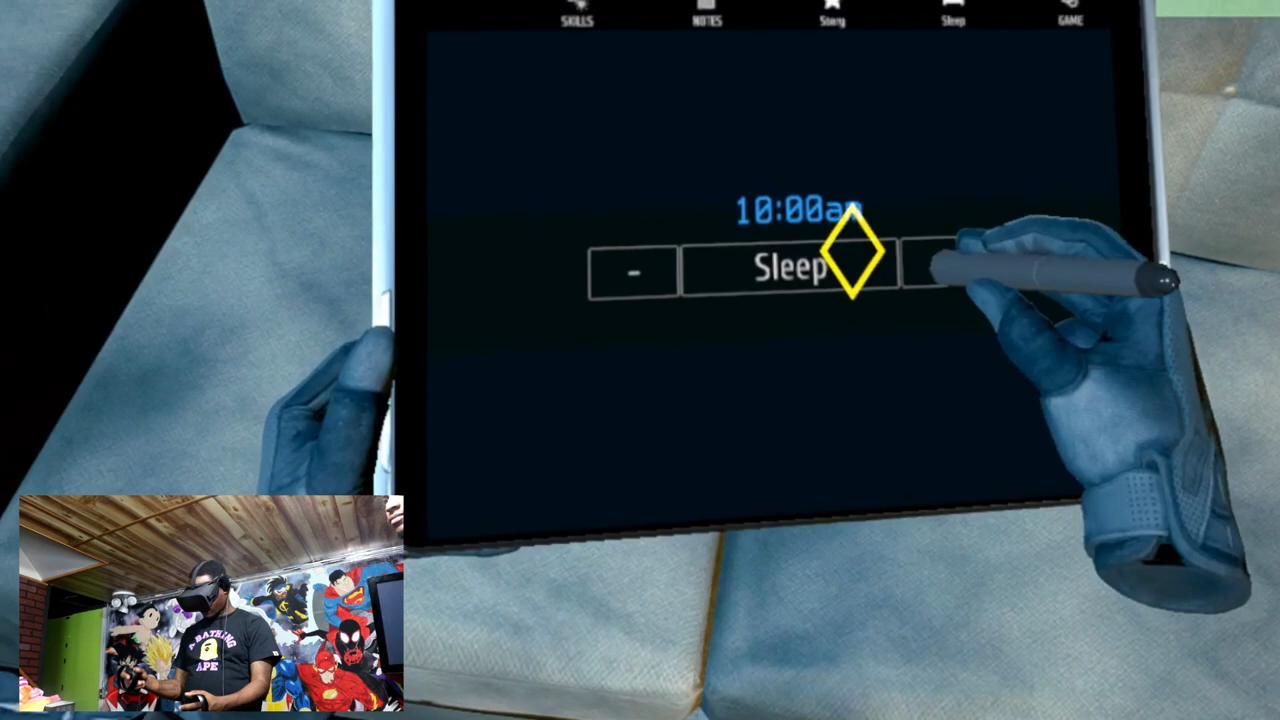 SKILLS NOTES Story Sleep GAME
10:00am
- Sleep
A BATHING
APE